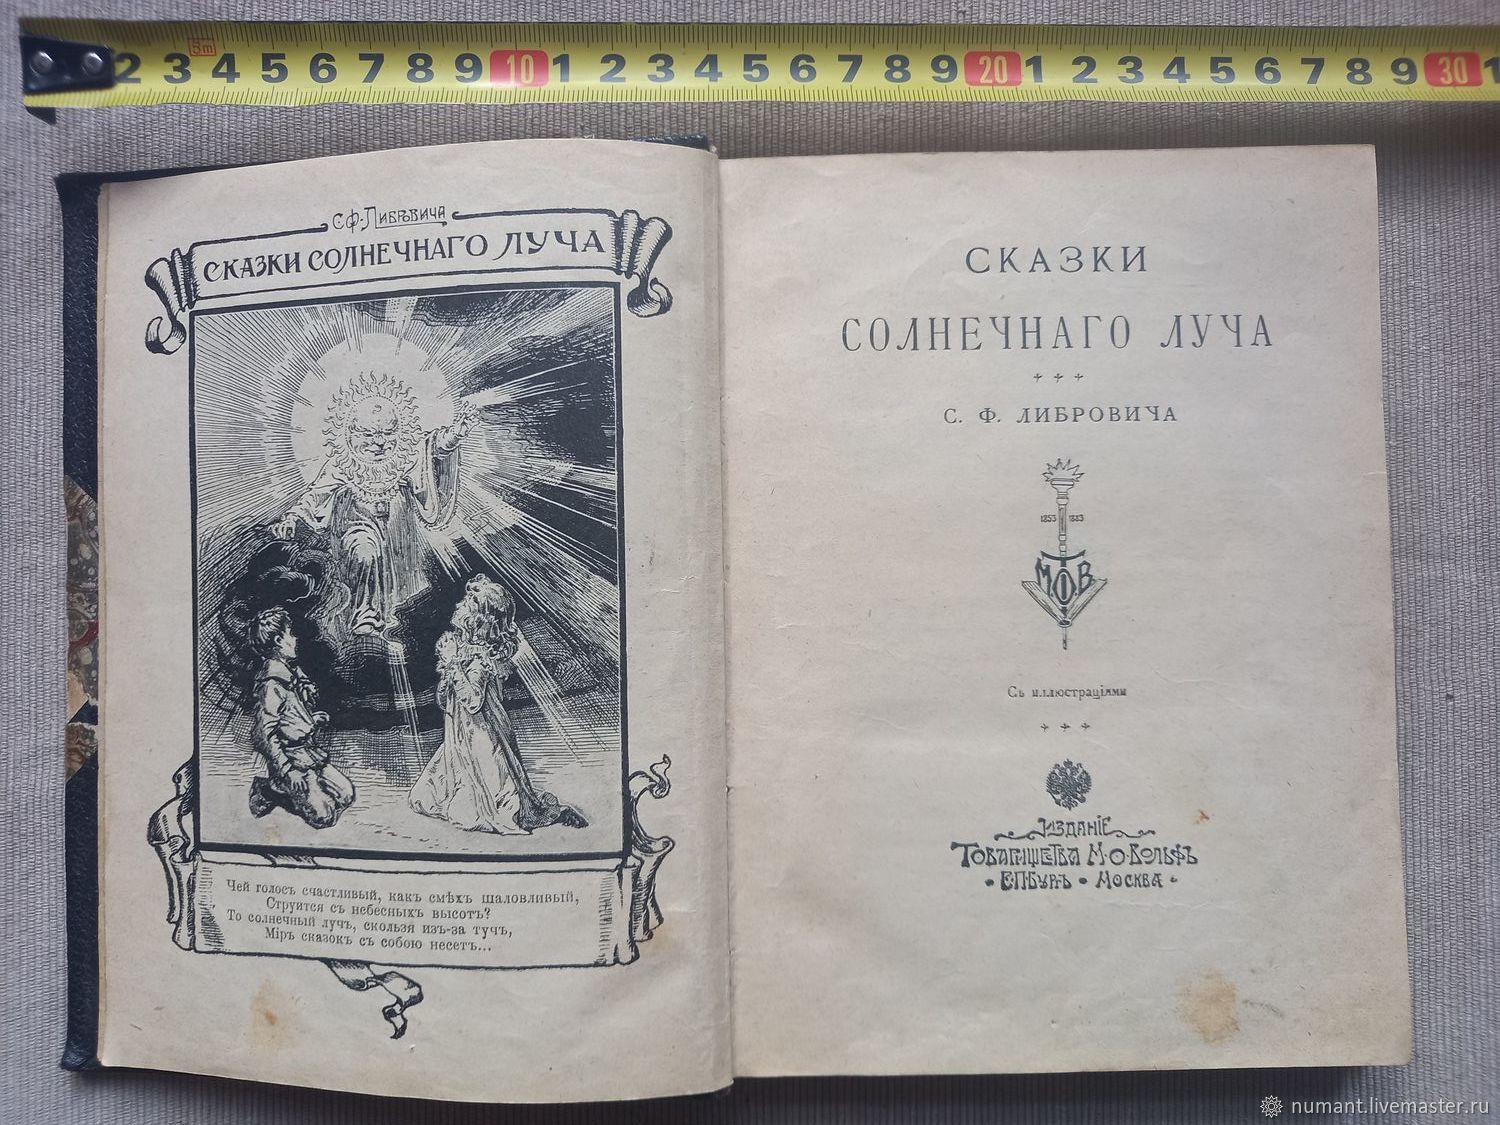 2 3 4 5 6 7 8 9 10 1 2 3 4 5 6 7 8 9 20 1 2 3 4 5 6 7 8 9 30 1
5m
С. Ф. ЛИБРОВИЧА
СКАЗКИ СОЛНЕЧНАГО ЛУЧА
Чей голосъ счастливый, какъ смѣхъ шаловливый,
Струится съ небесныхъ высотъ?
То солнечный лучъ, скользя изъ-за тучъ,
Міръ сказокъ съ собою несетъ...
СКАЗКИ
СОЛНЕЧНАГО ЛУЧА
С. Ф. ЛИБРОВИЧА
1853 1883
М.О.В
Съ иллюстраціями
ИЗДАНІЕ
ТОВАРИЩЕСТВА М·О·ВОЛЬФЪ
• С·П·БУРГЪ • МОСКВА •
numant.livemaster.ru